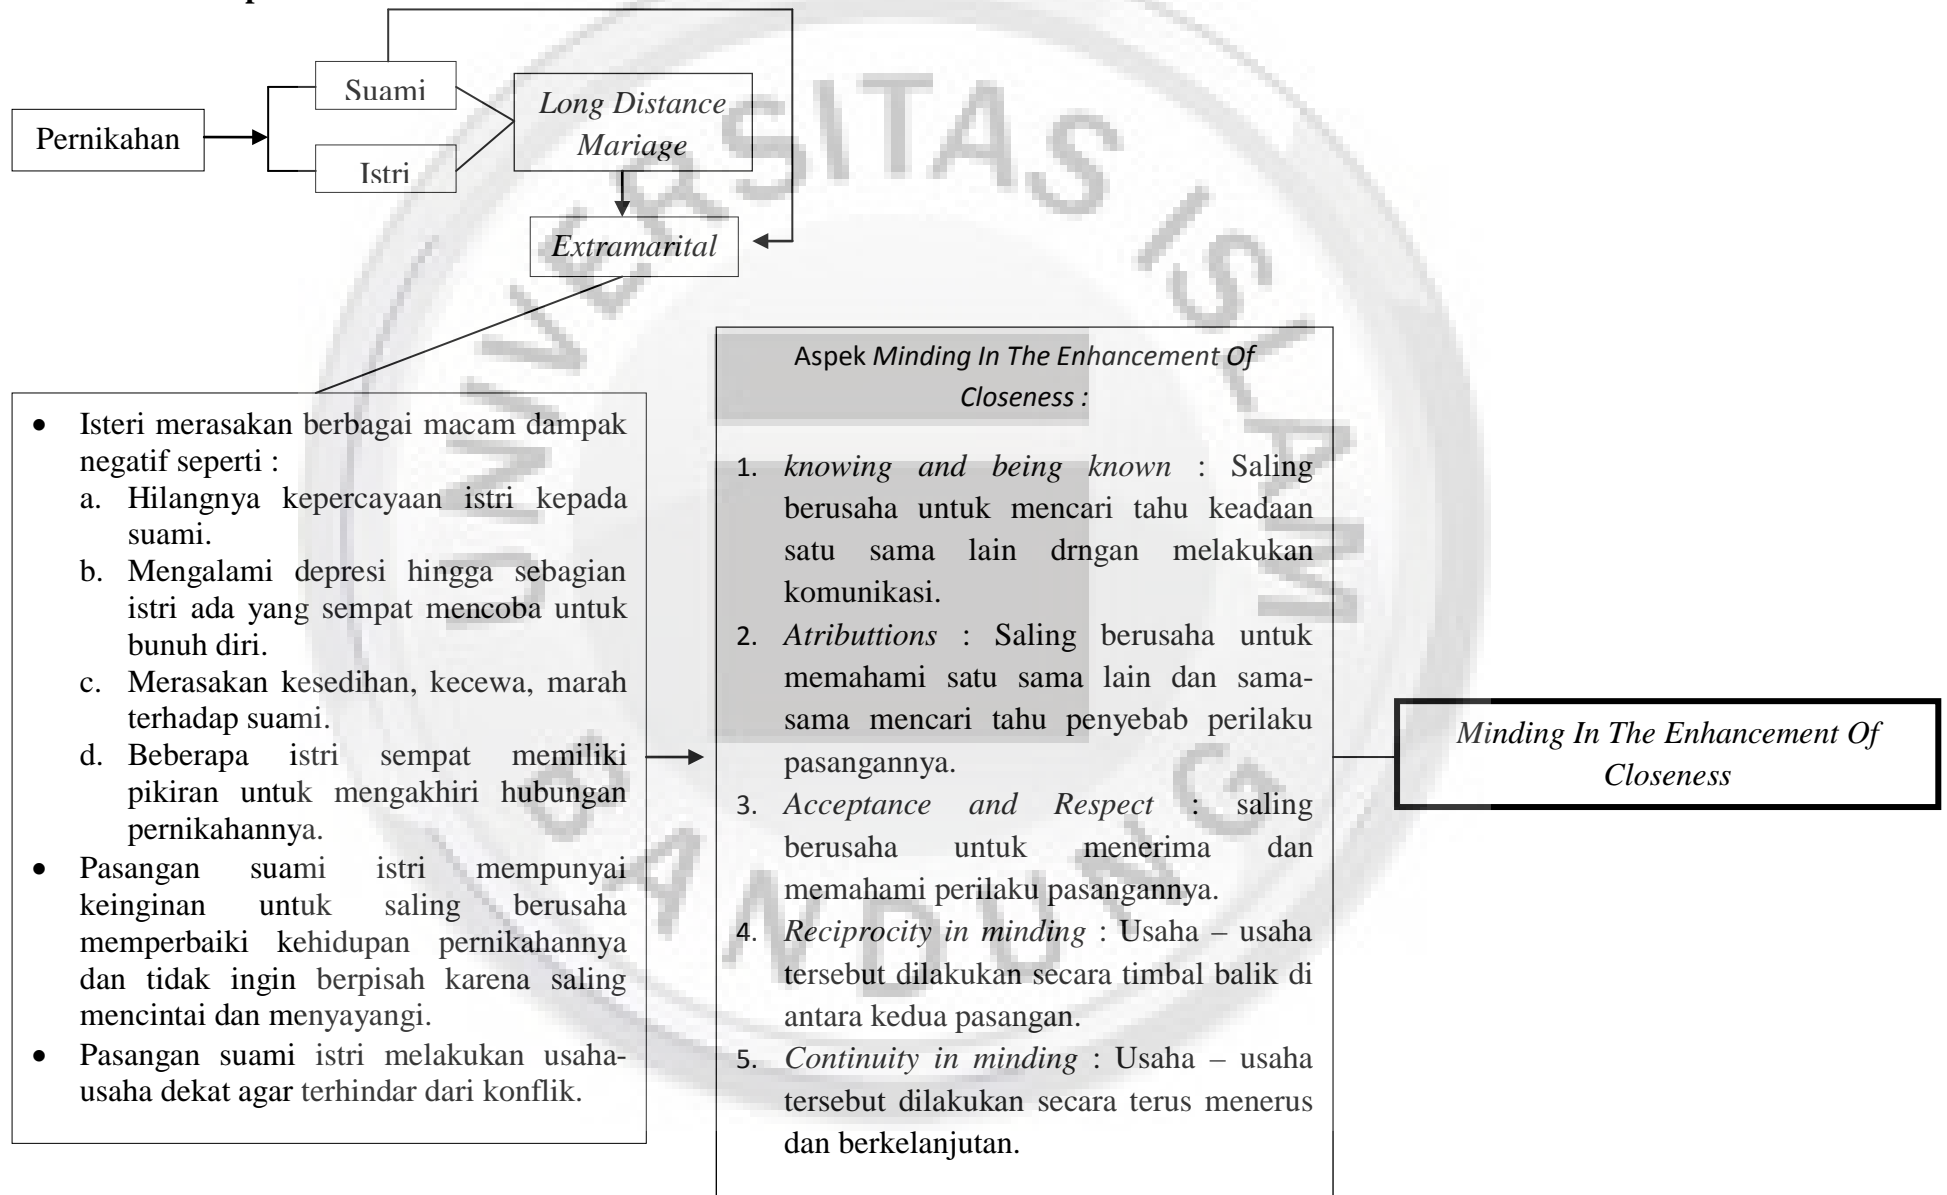 Suami
Long Distance
Mariage
Pernikahan
Istri
Extramarital
• Isteri merasakan berbagai macam dampak
negatif seperti :
a. Hilangnya kepercayaan istri kepada
suami.
b. Mengalami depresi hingga sebagian
istri ada yang sempat mencoba untuk
bunuh diri.
c. Merasakan kesedihan, kecewa, marah
terhadap suami.
d. Beberapa istri sempat memiliki
pikiran untuk mengakhiri hubungan
pernikahannya.
• Pasangan suami istri mempunyai
keinginan untuk saling berusaha
memperbaiki kehidupan pernikahannya
dan tidak ingin berpisah karena saling
mencintai dan menyayangi.
• Pasangan suami istri melakukan usaha-
usaha dekat agar terhindar dari konflik.
Aspek Minding In The Enhancement Of
Closeness :
1. knowing and being known : Saling
berusaha untuk mencari tahu keadaan
satu sama lain drngan melakukan
komunikasi.
2. Atributtions : Saling berusaha untuk
memahami satu sama lain dan sama-
sama mencari tahu penyebab perilaku
pasangannya.
3. Acceptance and Respect : saling
berusaha untuk menerima dan
memahami perilaku pasangannya.
4. Reciprocity in minding : Usaha – usaha
tersebut dilakukan secara timbal balik di
antara kedua pasangan.
5. Continuity in minding : Usaha – usaha
tersebut dilakukan secara terus menerus
dan berkelanjutan.
Minding In The Enhancement Of
Closeness
UNIVERSITAS ISLAM
BANDUNG